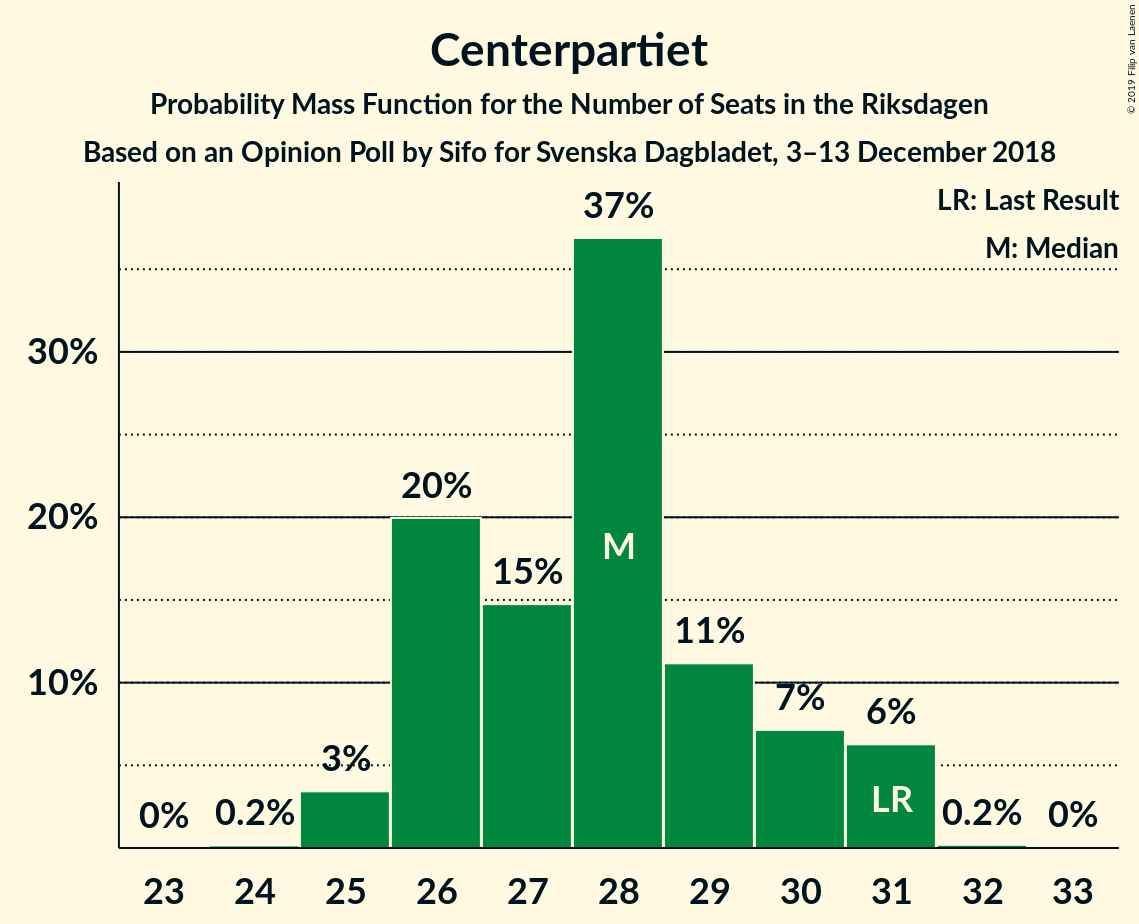 Centerpartiet
Probability Mass Function for the Number of Seats in the Riksdagen
Based on an Opinion Poll by Sifo for Svenska Dagbladet, 3–13 December 2018
© 2019 Filip van Laenen
LR: Last Result
M: Median
37%
30%
20%
M
20%
15%
11%
10%
7%
6%
3%
LR
0%
0.2%
0.2%
0%
23 24 25 26 27 28 29 30 31 32 33